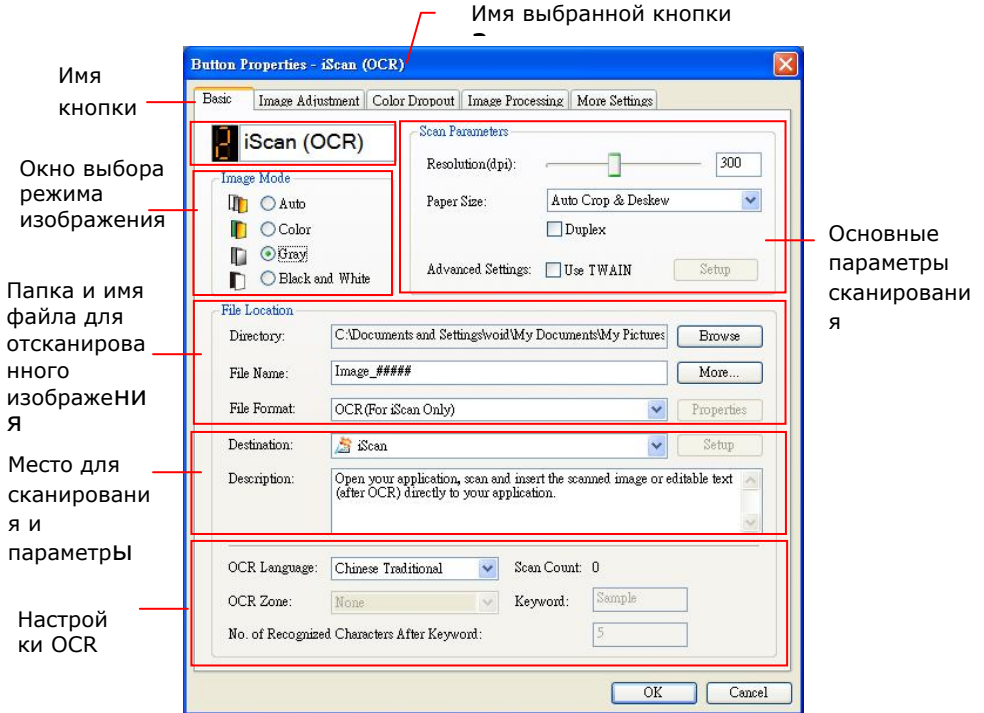 Имя выбранной кнопки
Button Properties - iScan (OCR)
Имя
кнопки
Basic Image Adjustment Color Dropout Image Processing More Settings
2 iScan (OCR)
Scan Parameters
Resolution(dpi): 300
Paper Size: Auto Crop & Deskew
Duplex
Advanced Settings: Use TWAIN Setup
Окно выбора
режима
изображения
Image Mode
Auto
Color
Gray
Black and White
Основные
параметры
сканировани
я
Папка и имя
файла для
отсканирова
нного
изображени
я
File Location
Directory: C:\Documents and Settings\void\My Documents\My Pictures Browse
File Name: Image_##### More...
File Format: OCR(For iScan Only) Properties
Место для
сканировани
я и
параметры
Destination: iScan Setup
Description: Open your application, scan and insert the scanned image or editable text
(after OCR) directly to your application.
Настрой
ки OCR
OCR Language: Chinese Traditional Scan Count: 0
OCR Zone: None Keyword: Sample
No. of Recognized Characters After Keyword: 5
OK Cancel